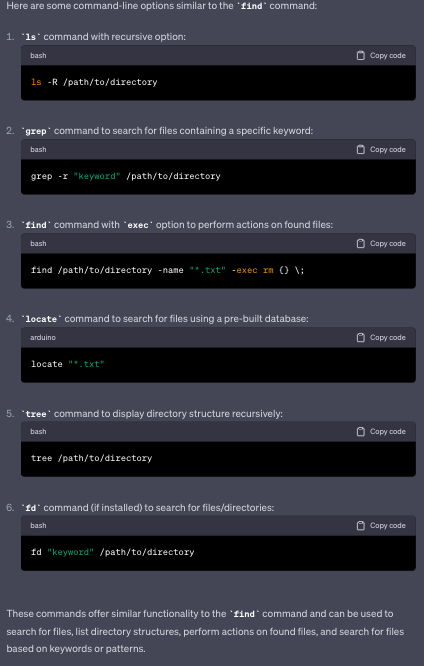 Here are some command-line options similar to the `find` command:
1. `ls` command with recursive option:
bash Copy code
ls -R /path/to/directory
2. `grep` command to search for files containing a specific keyword:
bash Copy code
grep -r "keyword" /path/to/directory
3. `find` command with `exec` option to perform actions on found files:
bash Copy code
find /path/to/directory -name "*.txt" -exec rm {} \;
4. `locate` command to search for files using a pre-built database:
arduino Copy code
locate "*.txt"
5. `tree` command to display directory structure recursively:
bash Copy code
tree /path/to/directory
6. `fd` command (if installed) to search for files/directories:
bash Copy code
fd "keyword" /path/to/directory
These commands offer similar functionality to the `find` command and can be used to
search for files, list directory structures, perform actions on found files, and search for files
based on keywords or patterns.